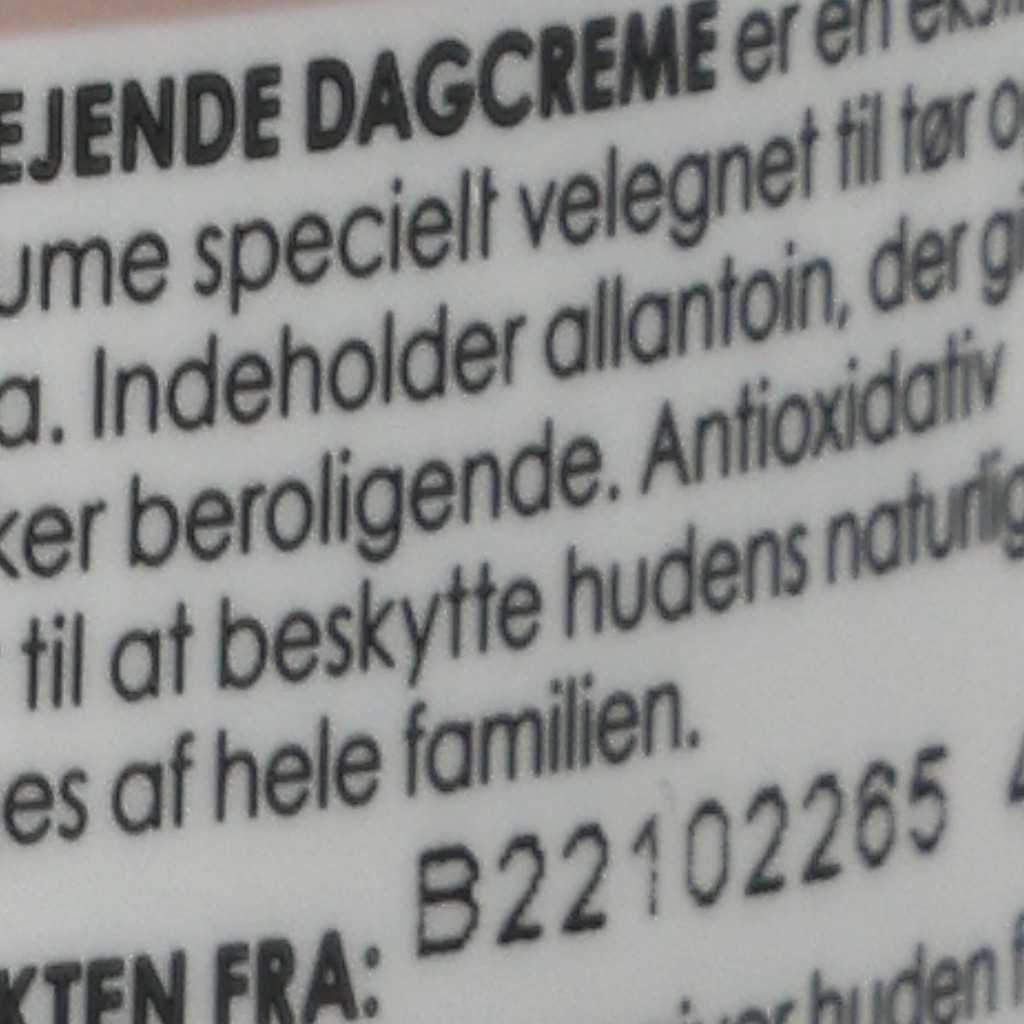 EJENDE DAGCREME er en
ume specielt velegnet til tør
a. Indeholder allantoin, der
ker beroligende. Antioxidativ
til at beskytte hudens naturlig
es af hele familien.
B22102265
KTEN FRA:
huden